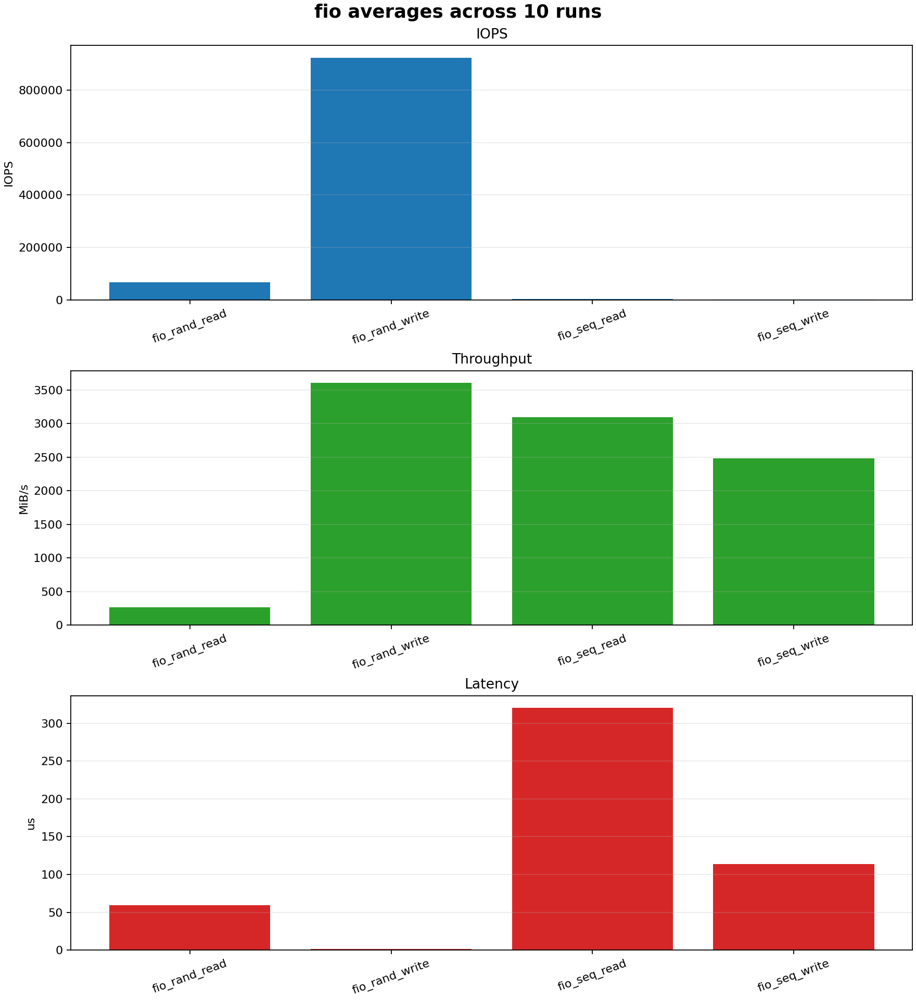 fio averages across 10 runs
IOPS
IOPS
800000
600000
400000
200000
0
fio_rand_read
fio_rand_write
fio_seq_read
fio_seq_write
Throughput
MiB/s
3500
3000
2500
2000
1500
1000
500
0
fio_rand_read
fio_rand_write
fio_seq_read
fio_seq_write
Latency
us
300
250
200
150
100
50
0
fio_rand_read
fio_rand_write
fio_seq_read
fio_seq_write